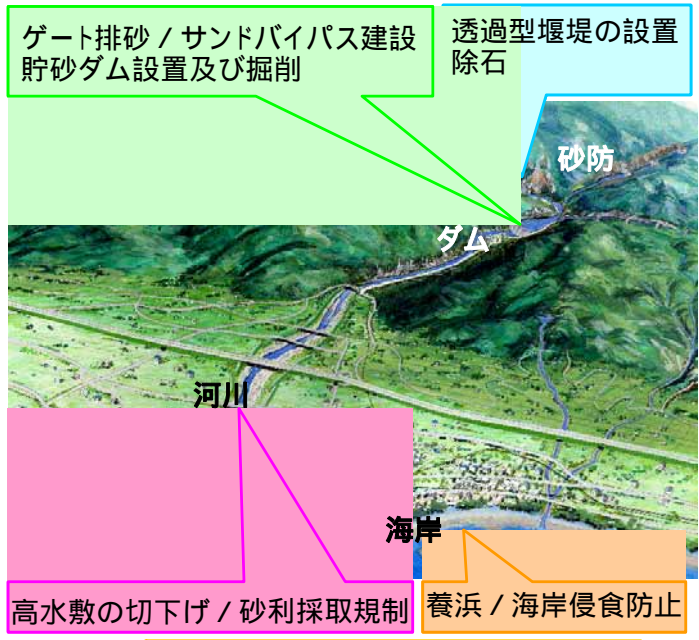 ゲート排砂 / サンドバイパス建設
貯砂ダム設置及び掘削
透過型堰堤の設置
除石
砂防
ダム
河川
海岸
高水敷の切下げ / 砂利採取規制
養浜 / 海岸侵食防止